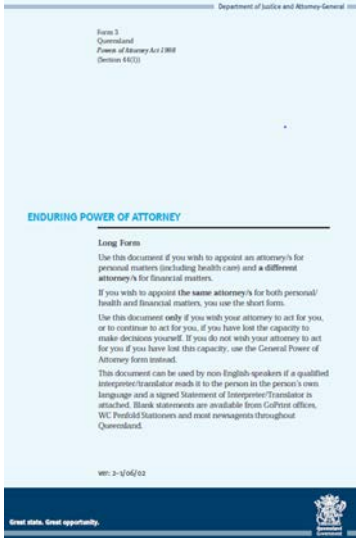 Department of Justice and Attorney-General
Form 3
Queensland
Powers of Attorney Act 1998
(Section 44(1))
ENDURING POWER OF ATTORNEY
Long Form
Use this document if you wish to appoint an attorney/s for
personal matters (including health care) and a different
attorney/s for financial matters.
If you wish to appoint the same attorney/s for both personal/
health and financial matters, you use the short form.
Use this document only if you wish your attorney to act for you,
or to continue to act for you, if you have lost the capacity to
make decisions yourself. If you do not wish your attorney to act
for you if you have lost this capacity, use the General Power of
Attorney form instead.
This document can be used by non-English-speakers if a qualified
interpreter/translator reads it to the person in the person's own
language and a signed Statement of Interpreter/Translator is
attached. Blank statements are available from GoPrint offices,
WC Penfold Stationers and most newsagents throughout
Queensland.
ver: 2-1/06/02
Great state. Great opportunity.
Queensland
Government